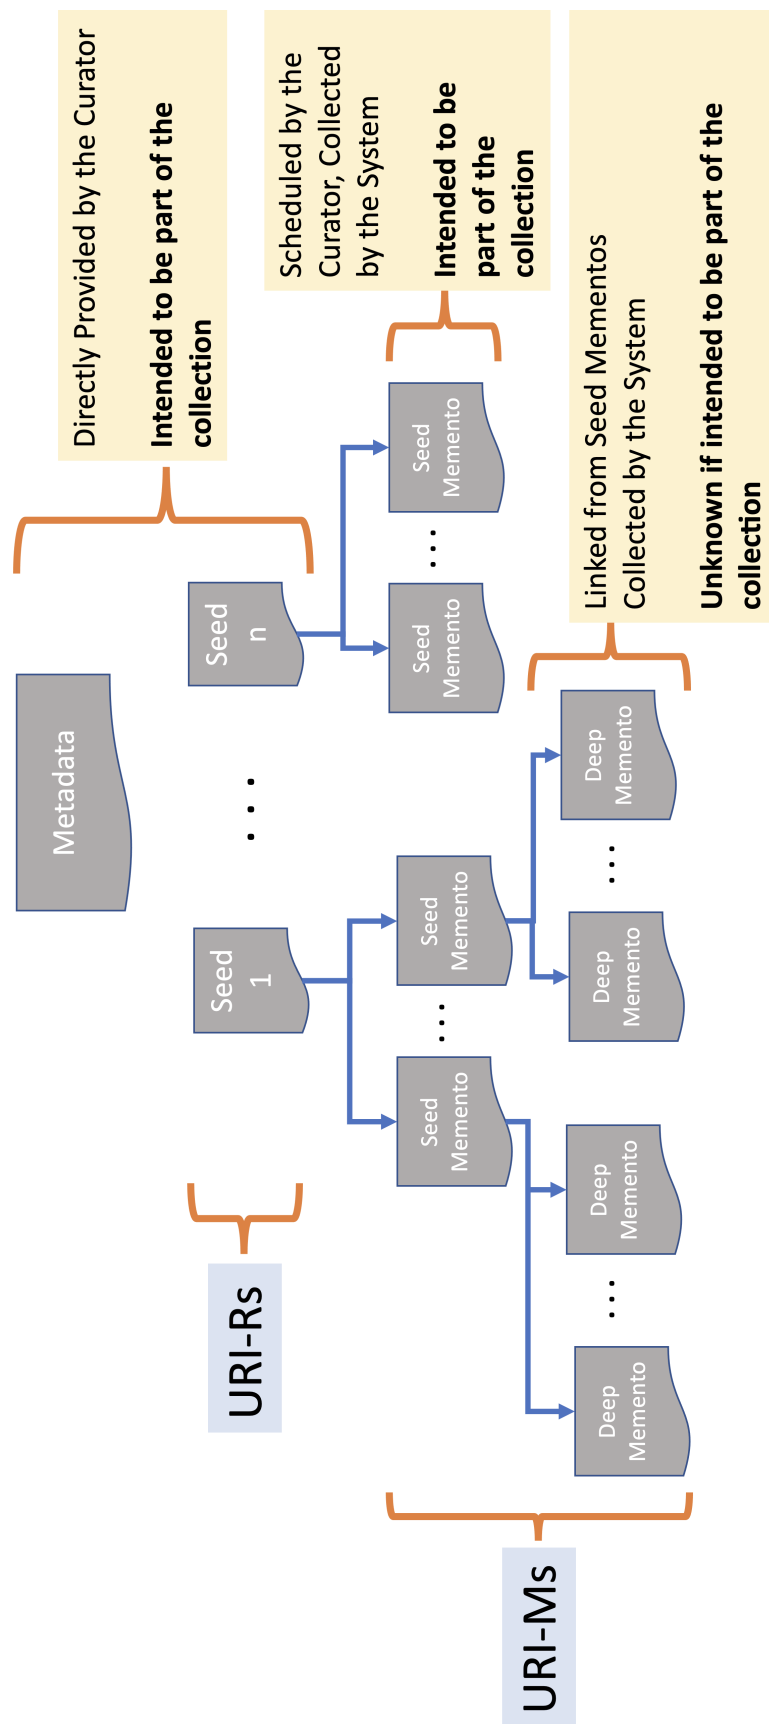 Metadata
Directly Provided by the Curator
Intended to be part of the
collection
URI-Rs
Seed
1
. . .
Seed
n
Scheduled by the
Curator, Collected
by the System
Intended to be
part of the
collection
URI-Ms
Seed
Memento
...
Seed
Memento
Seed
Memento
...
Seed
Memento
Deep
Memento
...
Deep
Memento
Deep
Memento
...
Deep
Memento
Linked from Seed Mementos
Collected by the System
Unknown if intended to be part of the
collection